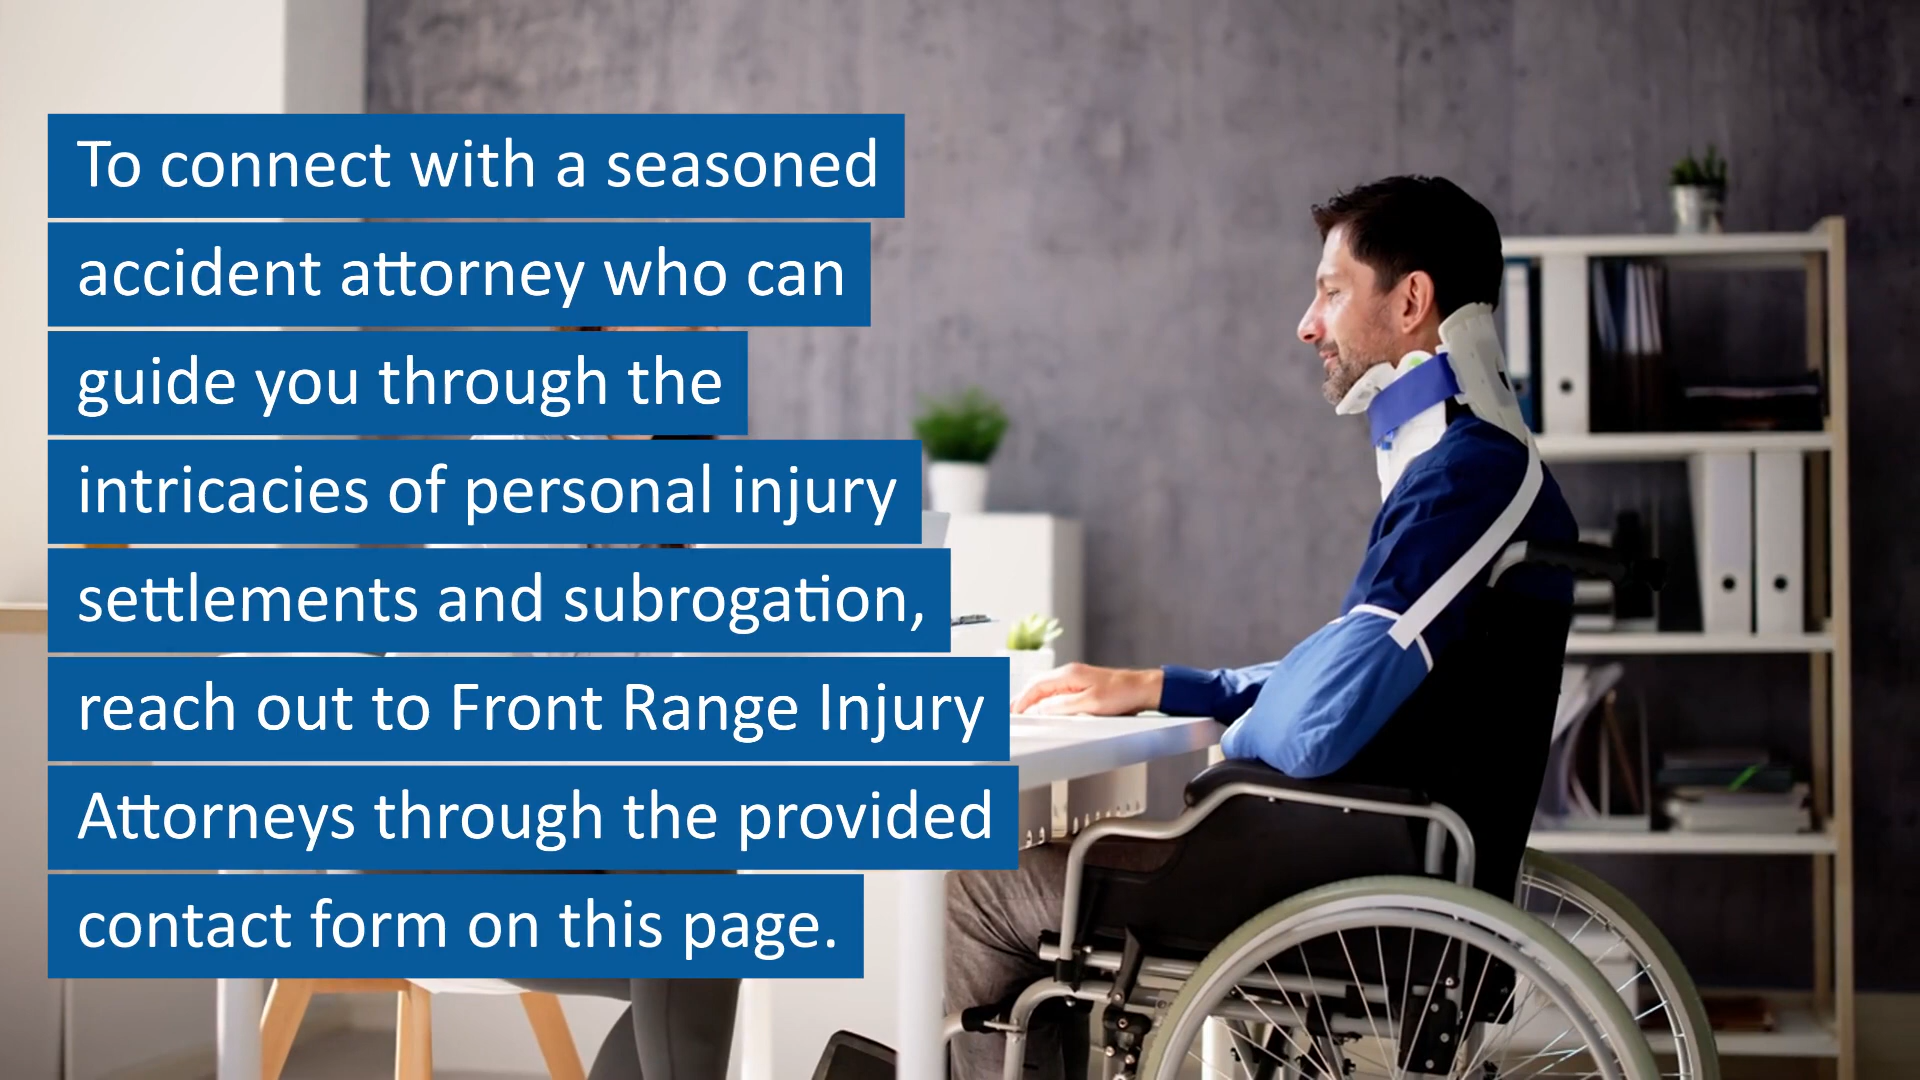 To connect with a seasoned
accident attorney who can
guide you through the
intricacies of personal injury
settlements and subrogation,
reach out to Front Range Injury
Attorneys through the provided
contact form on this page.